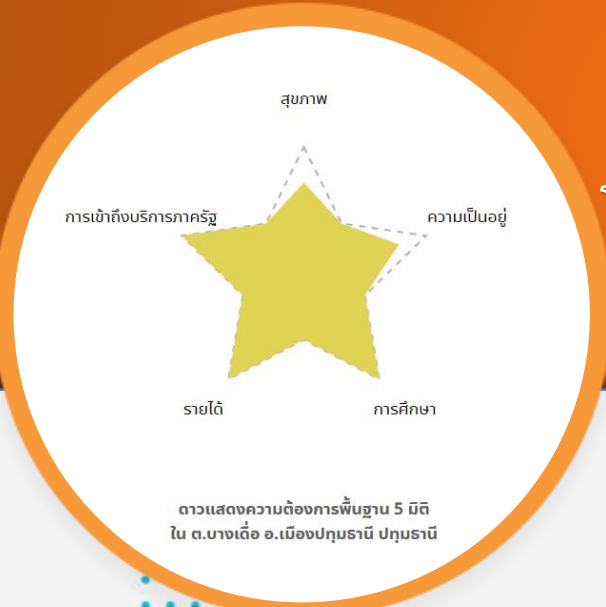 สุขภาพ
การเข้าถึงบริการภาครัฐ
ความเป็นอยู่
รายได้
การศึกษา
ดาวแสดงความต้องการพื้นฐาน 5 มิติ
ใน ต.บางเดื่อ อ.เมืองปทุมธานี ปทุมธานี